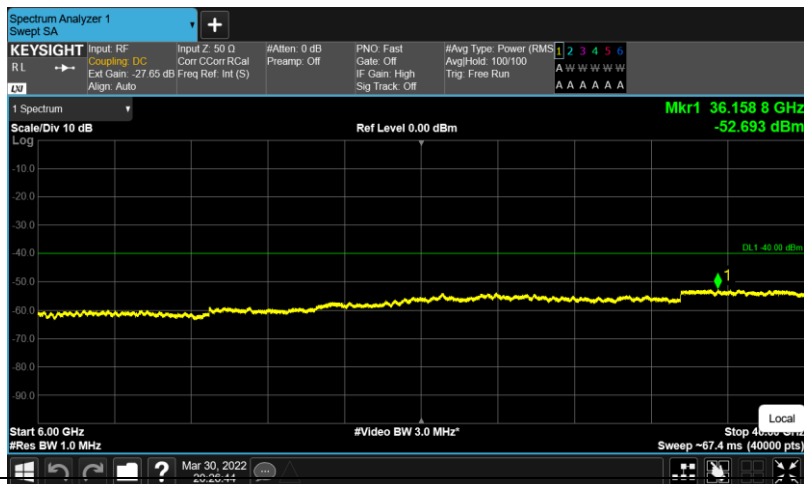 Spectrum Analyzer 1
Swept SA
KEYSIGHT
RL
LXI
Input: RF
Coupling: DC
Ext Gain: -27.65 dB
Align: Auto
Input Z: 50 Ω
Corr CCorr RCal
Freq Ref: Int (S)
#Atten: 0 dB
Preamp: Off
PNO: Fast
Gate: Off
IF Gain: High
Sig Track: Off
#Avg Type: Power (RMS
Avg|Hold: 100/100
Trig: Free Run
1 2 3 4 5 6
A W W W W W
A A A A A A
1 Spectrum
Scale/Div 10 dB
Log
Ref Level 0.00 dBm
Mkr1 36.158 8 GHz
-52.693 dBm
-10.0
-20.0
-30.0
-40.0
DL1 -40.00 dBm
1
-50.0
-60.0
-70.0
-80.0
-90.0
Local
Start 6.00 GHz
#Res BW 1.0 MHz
#Video BW 3.0 MHz*
Stop 40.00 GHz
Sweep ~67.4 ms (40000 pts)
?
Mar 30, 2022